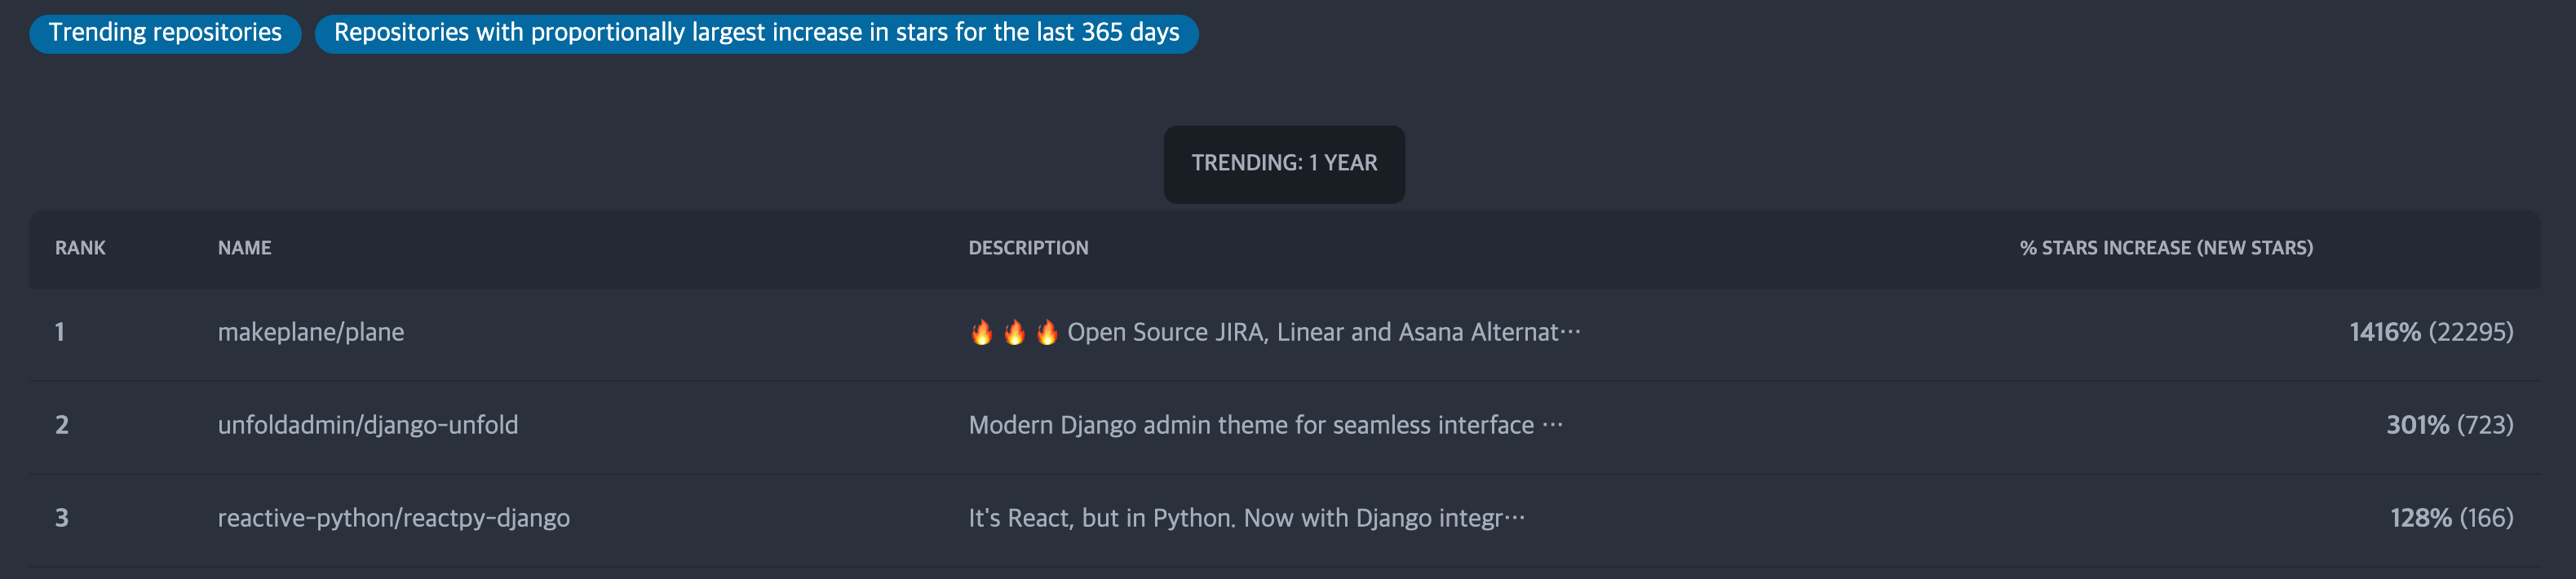 Trending repositories
Repositories with proportionally largest increase in stars for the last 365 days
TRENDING: 1 YEAR
RANK NAME DESCRIPTION % STARS INCREASE (NEW STARS)
1 makeplane/plane 🔥 🔥 🔥 Open Source JIRA, Linear and Asana Alternat… 1416% (22295)
2 unfoldadmin/django-unfold Modern Django admin theme for seamless interface … 301% (723)
3 reactive-python/reactpy-django It's React, but in Python. Now with Django integr… 128% (166)